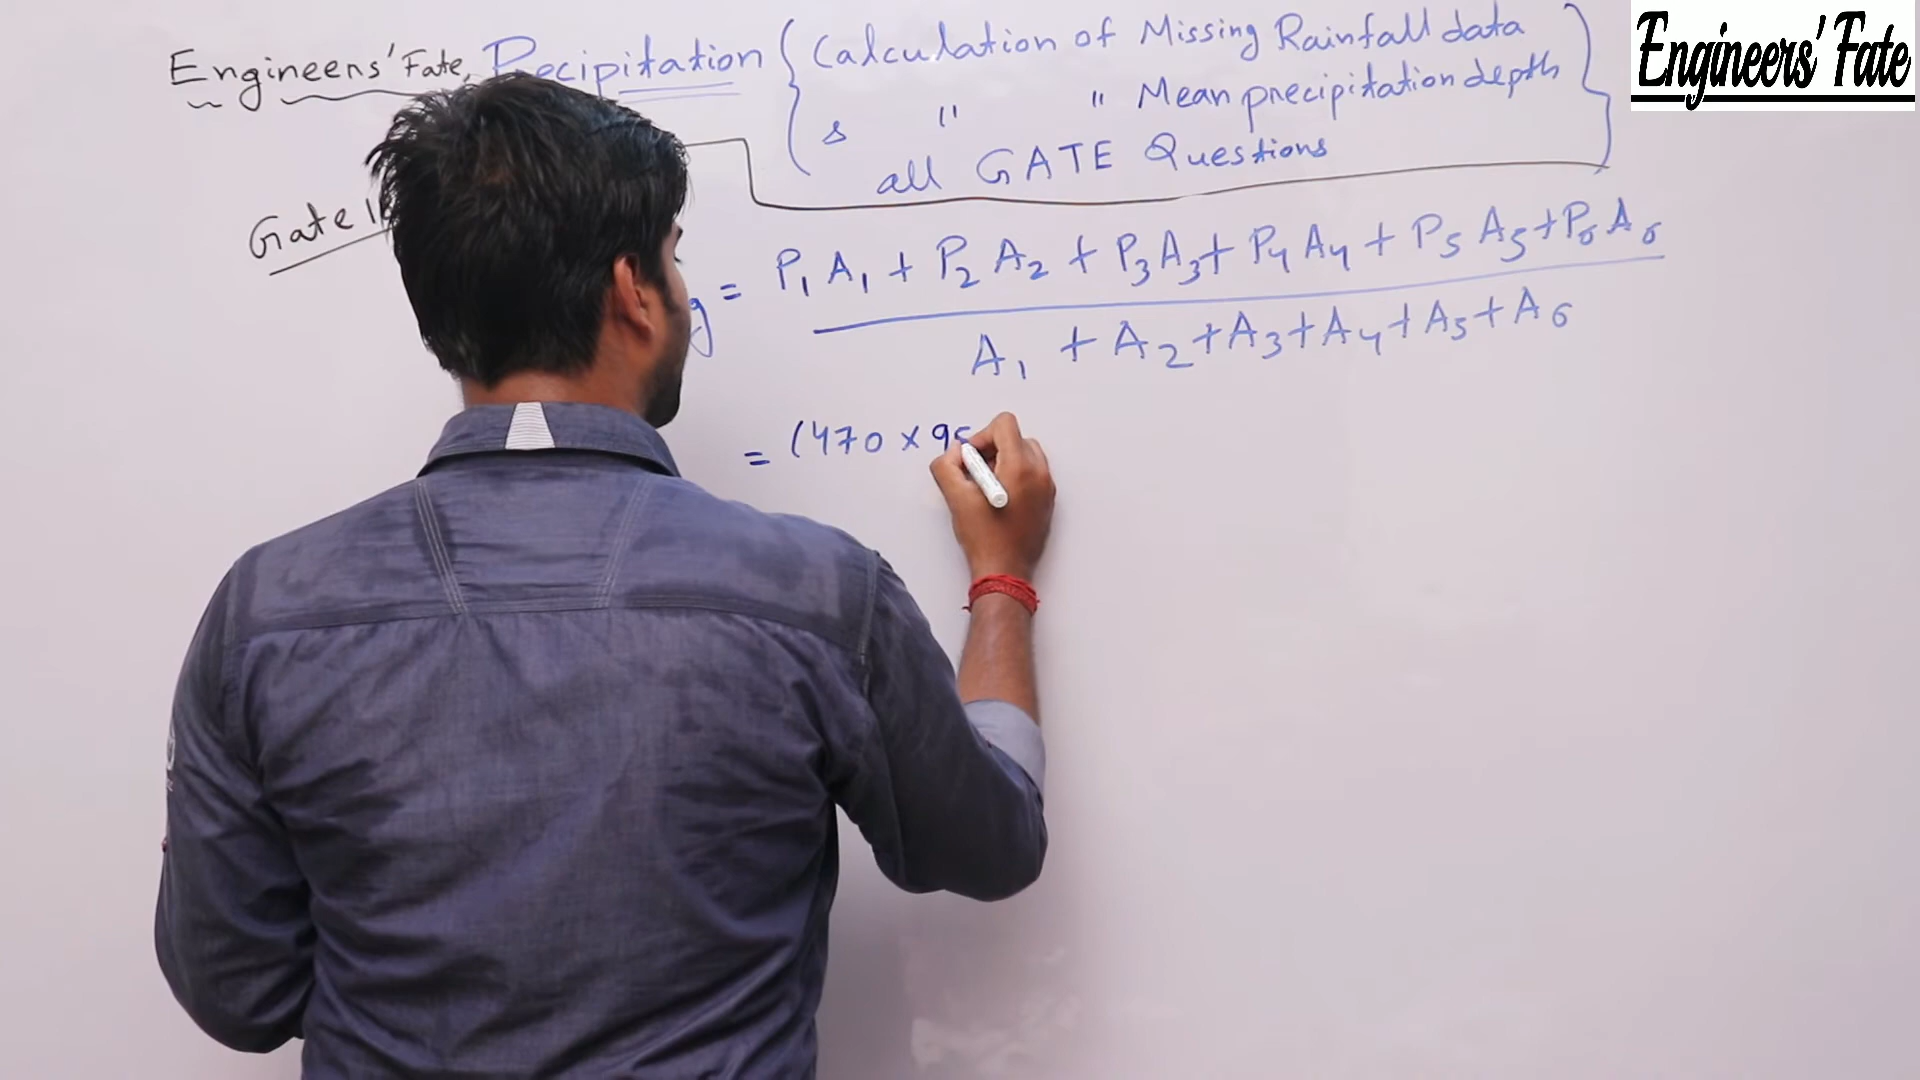 Engineers' Fate, Precipitation { Calculation of Missing Rainfall data
& " " Mean precipitation depth
all GATE Questions }
Engineers' Fate
Gate
= P₁A₁ + P₂A₂ + P₃A₃ + P₄A₄ + P₅A₅ + P₆A₆
A₁ + A₂ + A₃ + A₄ + A₅ + A₆
= (470 × 95